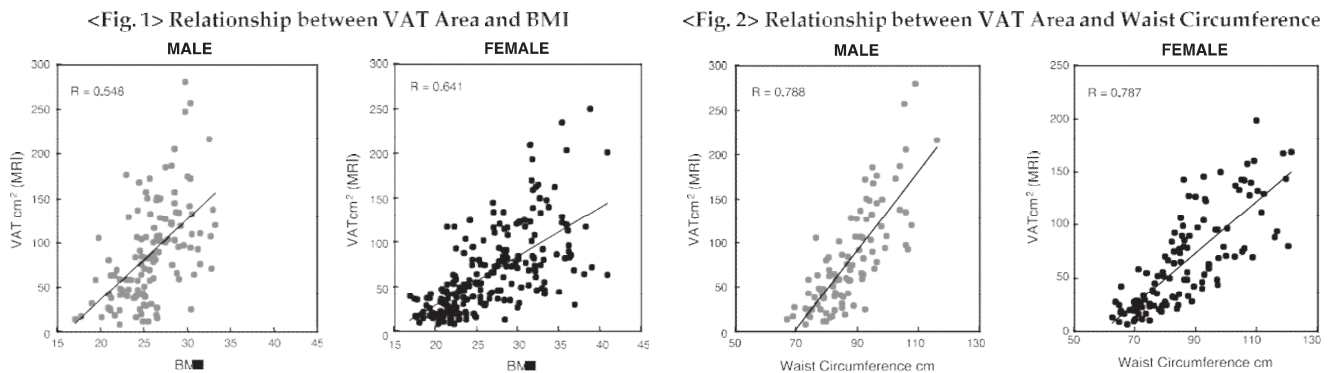 <Fig. 1> Relationship between VAT Area and BMI
MALE
300
250
200
150
100
50
0
VAT cm² (MRI)
R = 0.548
15 20 25 30 35 40 45
BM
FEMALE
300
250
200
150
100
50
0
VATcm² (MRI)
R = 0.641
15 20 25 30 35 40 45
BM
<Fig. 2> Relationship between VAT Area and Waist Circumference
MALE
300
250
200
150
100
50
0
VATcm² (MRI)
R = 0.788
50 70 90 110 130
Waist Circumference cm
FEMALE
250
200
150
100
50
0
VATcm² (MRI)
R = 0.787
50 70 90 110 130
Waist Circumference cm